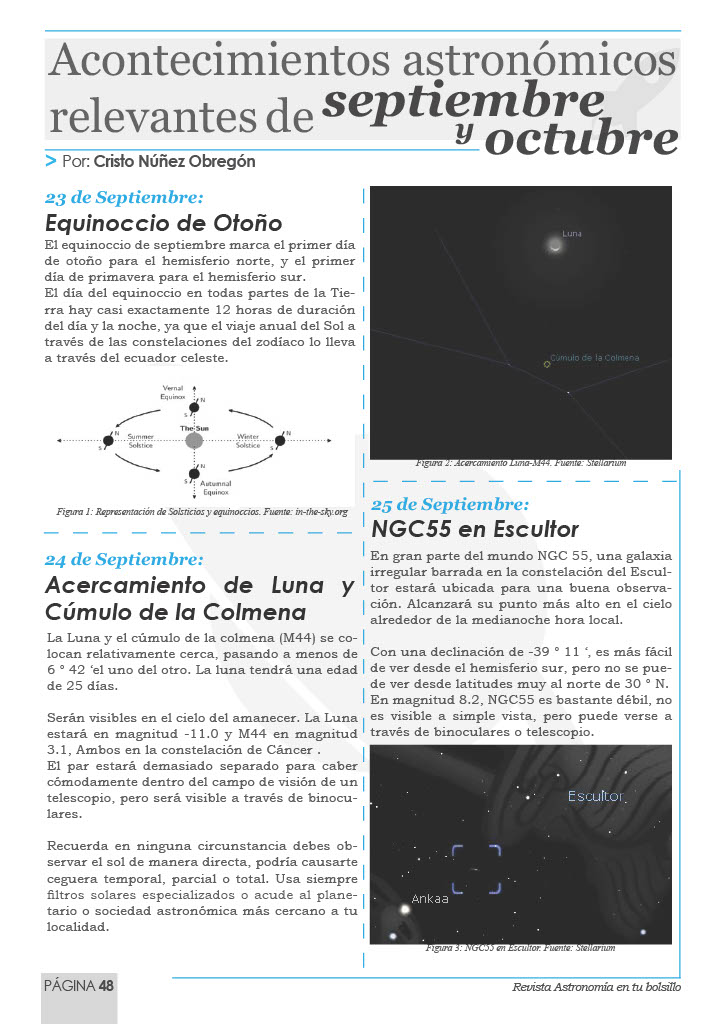 Acontecimientos astronómicos
relevantes de septiembre
y octubre
> Por: Cristo Núñez Obregón
23 de Septiembre:
Equinoccio de Otoño
El equinoccio de septiembre marca el primer día
de otoño para el hemisferio norte, y el primer
día de primavera para el hemisferio sur.
El día del equinoccio en todas partes de la Tie-
rra hay casi exactamente 12 horas de duración
del día y la noche, ya que el viaje anual del Sol a
través de las constelaciones del zodíaco lo lleva
a través del ecuador celeste.
Vernal
Equinox
N
S
The Sun
N
Summer
Solstice
S
Winter
Solstice
N
S
N
S
Autumnal
Equinox
Figura 1: Representación de Solsticios y equinoccios. Fuente: in-the-sky.org
24 de Septiembre:
Acercamiento de Luna y
Cúmulo de la Colmena
La Luna y el cúmulo de la colmena (M44) se co-
locan relativamente cerca, pasando a menos de
6 ° 42 ‘el uno del otro. La luna tendrá una edad
de 25 días.
Serán visibles en el cielo del amanecer. La Luna
estará en magnitud -11.0 y M44 en magnitud
3.1, Ambos en la constelación de Cáncer .
El par estará demasiado separado para caber
cómodamente dentro del campo de visión de un
telescopio, pero será visible a través de binocu-
lares.
Recuerda en ninguna circunstancia debes ob-
servar el sol de manera directa, podría causarte
ceguera temporal, parcial o total. Usa siempre
filtros solares especializados o acude al plane-
tario o sociedad astronómica más cercano a tu
localidad.
Luna
Cúmulo de la Colmena
Figura 2: Acercamiento Luna-M44. Fuente: Stellarium
25 de Septiembre:
NGC55 en Escultor
En gran parte del mundo NGC 55, una galaxia
irregular barrada en la constelación del Escul-
tor estará ubicada para una buena observa-
ción. Alcanzará su punto más alto en el cielo
alrededor de la medianoche hora local.
Con una declinación de -39 ° 11 ‘, es más fácil
de ver desde el hemisferio sur, pero no se pue-
de ver desde latitudes muy al norte de 30 ° N.
En magnitud 8.2, NGC55 es bastante débil, no
es visible a simple vista, pero puede verse a
través de binoculares o telescopio.
Escultor
Ankaa
Figura 3: NGC55 en Escultor. Fuente: Stellarium
PÁGINA 48
Revista Astronomía en tu bolsillo